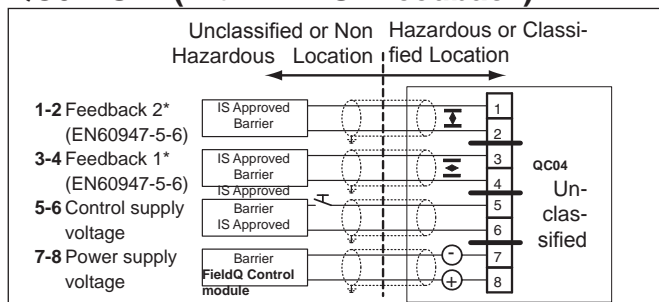 Unclassified or Non Hazardous or Classi-
Hazardous Location fied Location
1-2 Feedback 2*
(EN60947-5-6)
IS Approved
Barrier
1
2
3-4 Feedback 1*
(EN60947-5-6)
IS Approved
Barrier
3
4
QC04
Un-
clas-
sified
5-6 Control supply
voltage
IS Approved
Barrier
5
6
7-8 Power supply
voltage
IS Approved
Barrier
FieldQ Control
module
-
+
7
8